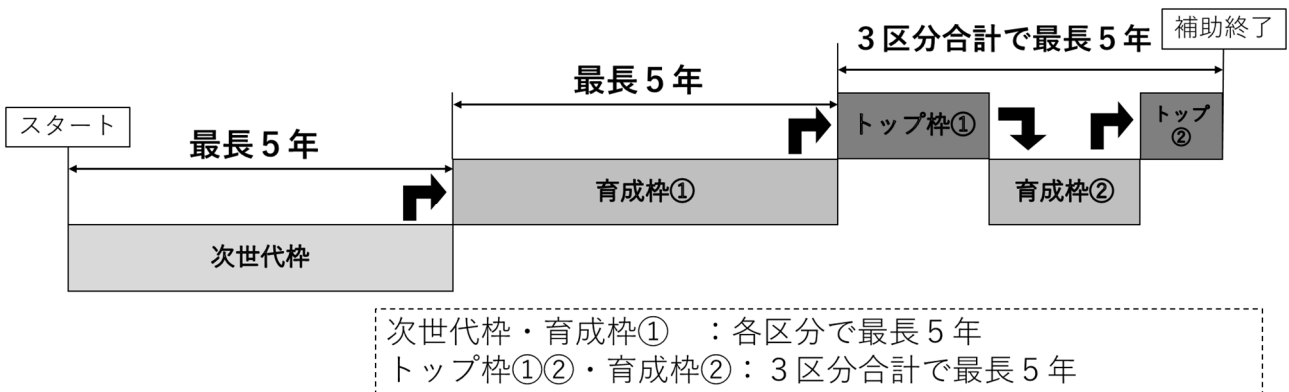 補助終了
3区分合計で最長5年
最長5年
スタート
最長5年
トップ枠①
トップ
②
育成枠①
育成枠②
次世代枠
次世代枠・育成枠①　：各区分で最長5年
トップ枠①②・育成枠②：3区分合計で最長5年